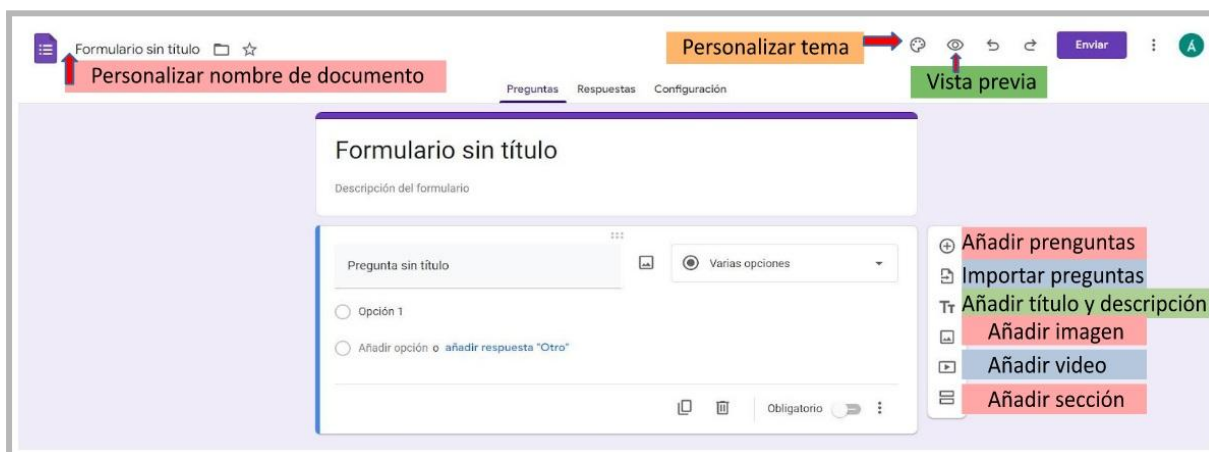 Formulario sin título
Personalizar tema
Enviar
Á
Personalizar nombre de documento
Vista previa
Preguntas Respuestas Configuración
Formulario sin título
Descripción del formulario
Pregunta sin título
Varias opciones
Opción 1
Añadir opción o añadir respuesta "Otro"
Obligatorio
Añadir prenguntas
Importar preguntas
Tт Añadir título y descripción
Añadir imagen
Añadir video
Añadir sección